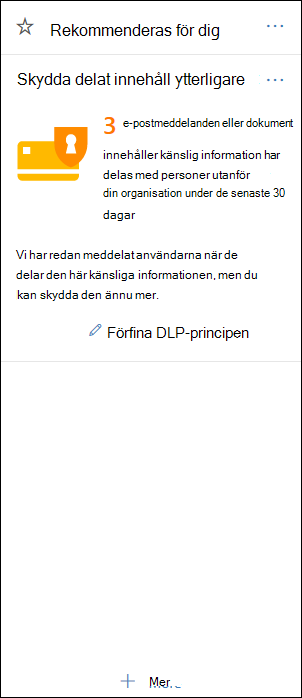 Rekommenderas för dig
Skydda delat innehåll ytterligare
3 e-postmeddelanden eller dokument
innehåller känslig information har
delas med personer utanför
din organisation under de senaste 30
dagar
Vi har redan meddelat användarna när de
delar den här känsliga informationen, men du
kan skydda den ännu mer.
Förfina DLP-principen
Mer.